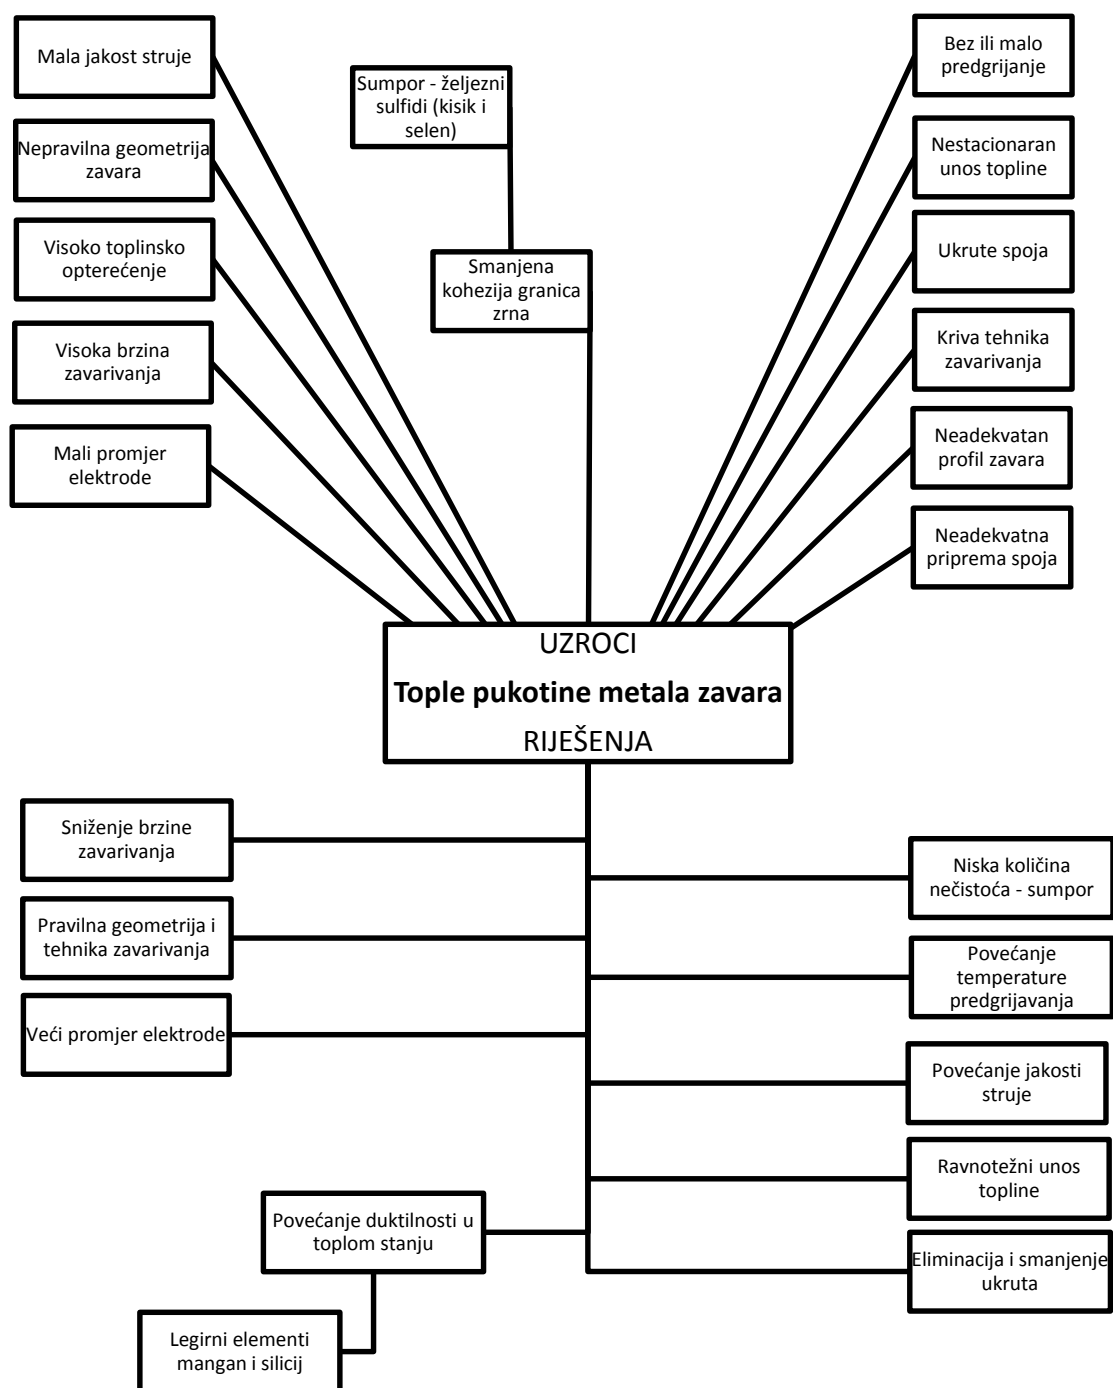 Mala jakost struje
Nepravilna geometrija
zavara
Visoko toplinsko
opterećenje
Visoka brzina
zavarivanja
Mali promjer
elektrode
Sumpor - željezni
sulfidi (kisik i
selen)
Smanjena
kohezija granica
zrna
Bez ili malo
predgrijanje
Nestacionaran
unos topline
Ukrute spoja
Kriva tehnika
zavarivanja
Neadekvatan
profil zavara
Neadekvatna
priprema spoja
UZROCI
Tople pukotine metala zavara
RIJEŠENJA
Sniženje brzine
zavarivanja
Pravilna geometrija i
tehnika zavarivanja
Veći promjer elektrode
Povećanje duktilnosti u
toplom stanju
Legirni elementi
mangan i silicij
Niska količina
nečistoća - sumpor
Povećanje
temperature
predgrijavanja
Povećanje jakosti
struje
Ravnotežni unos
topline
Eliminacija i smanjenje
ukruta